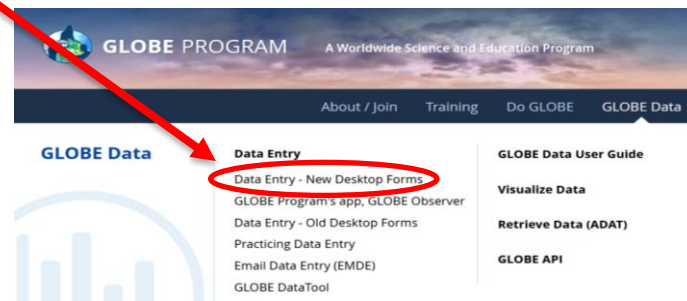 GLOBE PROGRAM
A Worldwide Science and Education Program
About / Join Training Do GLOBE GLOBE Data
GLOBE Data
Data Entry
Data Entry - New Desktop Forms
GLOBE Program's app, GLOBE Observer
Data Entry - Old Desktop Forms
Practicing Data Entry
Email Data Entry (EMDE)
GLOBE DataTool
GLOBE Data User Guide
Visualize Data
Retrieve Data (ADAT)
GLOBE API